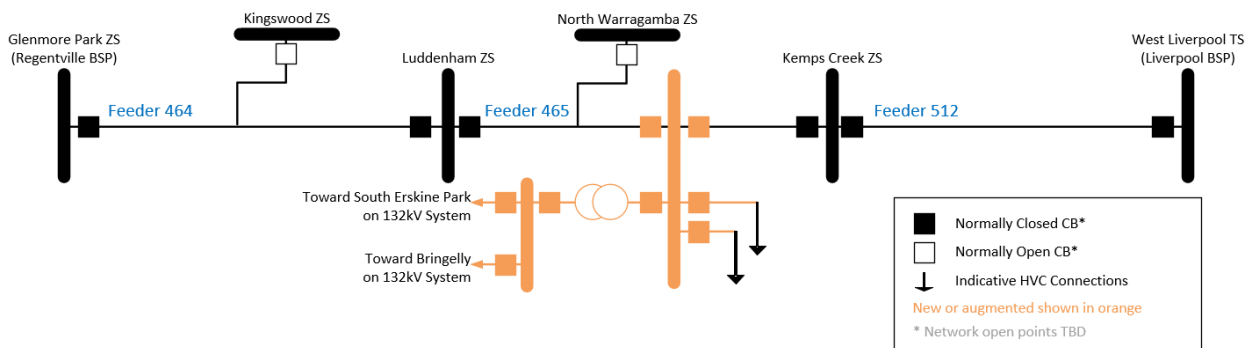 Kingswood ZS
North Warragamba ZS
Glenmore Park ZS
(Regentville BSP)
Luddenham ZS
Kemps Creek ZS
West Liverpool TS
(Liverpool BSP)
Feeder 464
Feeder 465
Feeder 512
Toward South Erskine Park
on 132kV System
Toward Bringelly
on 132kV System
Normally Closed CB*
Normally Open CB*
Indicative HVC Connections
New or augmented shown in orange
* Network open points TBD